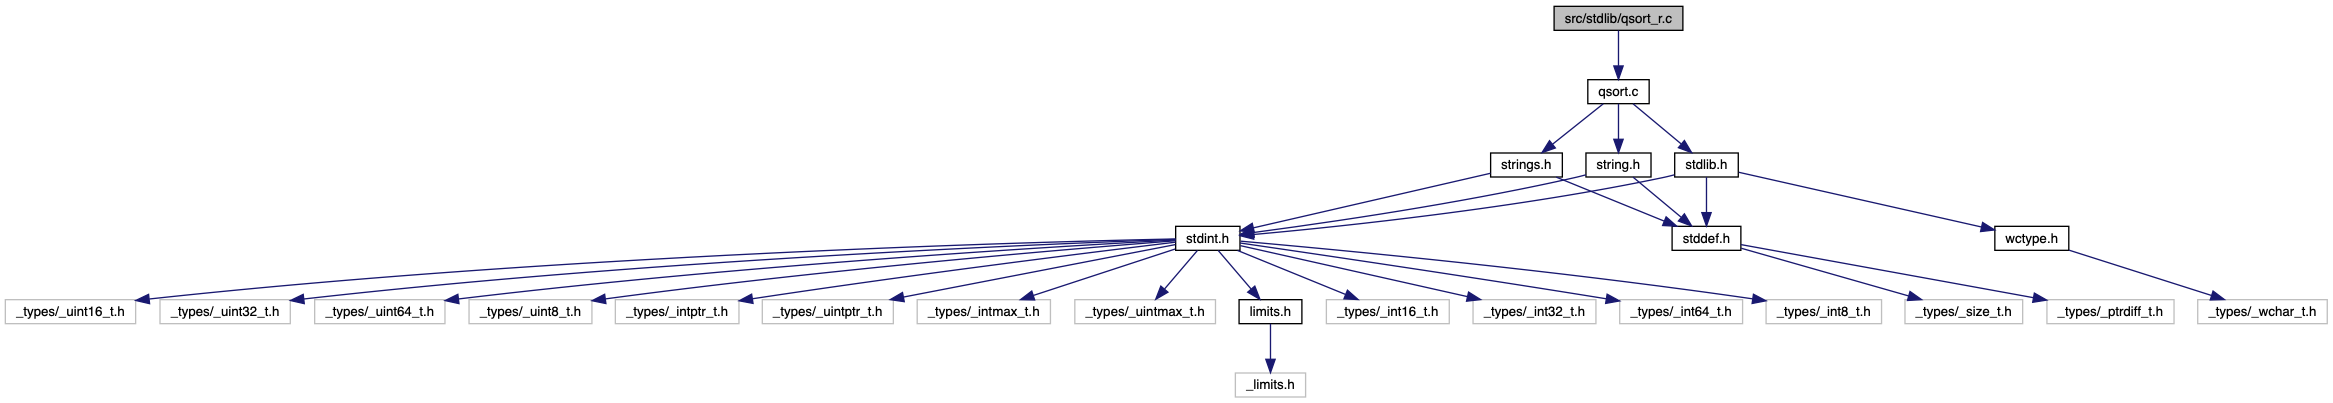 src/stdlib/qsort_r.c
qsort.c
strings.h
string.h
stdlib.h
stdint.h
stddef.h
wctype.h
_types/_uint16_t.h
_types/_uint32_t.h
_types/_uint64_t.h
_types/_uint8_t.h
_types/_intptr_t.h
_types/_uintptr_t.h
_types/_intmax_t.h
_types/_uintmax_t.h
limits.h
_types/_int16_t.h
_types/_int32_t.h
_types/_int64_t.h
_types/_int8_t.h
_types/_size_t.h
_types/_ptrdiff_t.h
_types/_wchar_t.h
_limits.h